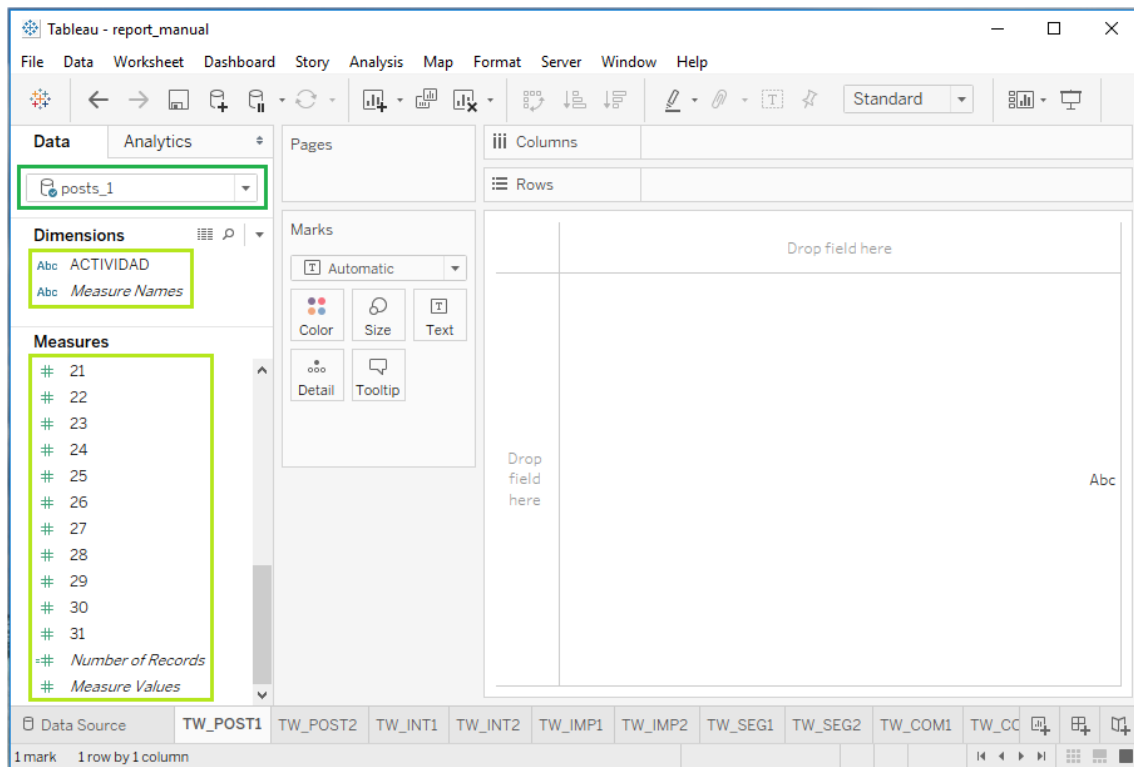 Tableau - report_manual
File Data Worksheet Dashboard Story Analysis Map Format Server Window Help
Standard
Data Analytics
posts_1
Dimensions
Abc ACTIVIDAD
Abc Measure Names
Measures
# 21
# 22
# 23
# 24
# 25
# 26
# 27
# 28
# 29
# 30
# 31
=# Number of Records
# Measure Values
Pages
Marks
T Automatic
Color Size Text
Detail Tooltip
Columns
Rows
Drop field here
Drop
field
here
Abc
Data Source TW_POST1 TW_POST2 TW_INT1 TW_INT2 TW_IMP1 TW_IMP2 TW_SEG1 TW_SEG2 TW_COM1 TW_CO
1 mark 1 row by 1 column